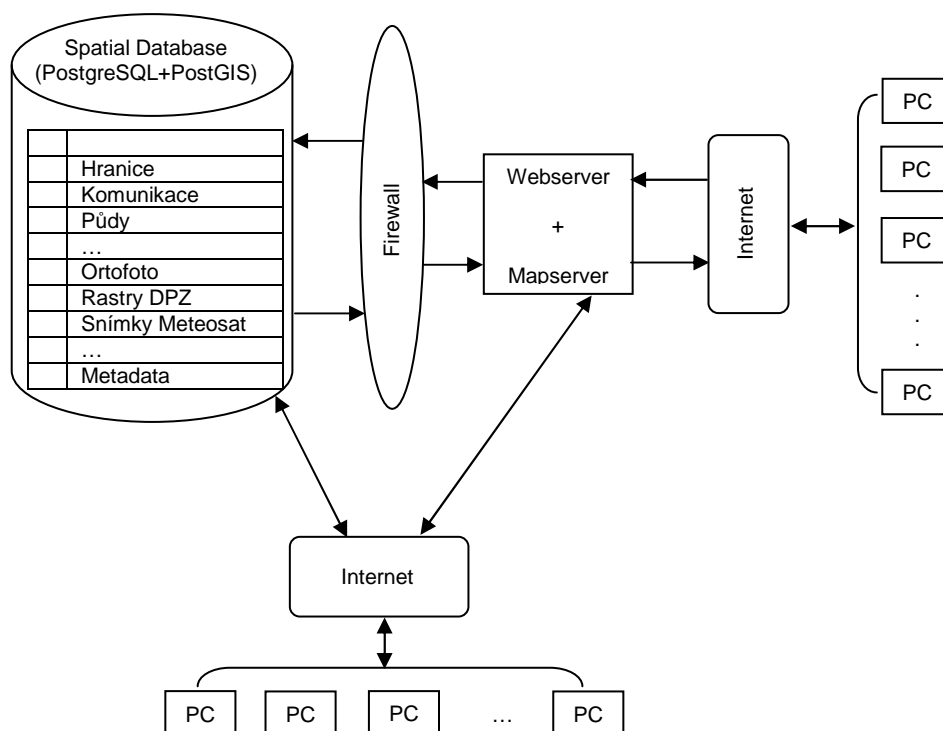 Spatial Database
(PostgreSQL+PostGIS)
Hranice
Komunikace
Půdy
…
Ortofoto
Rastry DPZ
Snímky Meteosat
…
Metadata
Firewall
Webserver
+
Mapserver
Internet
PC
PC
PC
.
.
.
PC
Internet
PC
PC
PC
…
PC